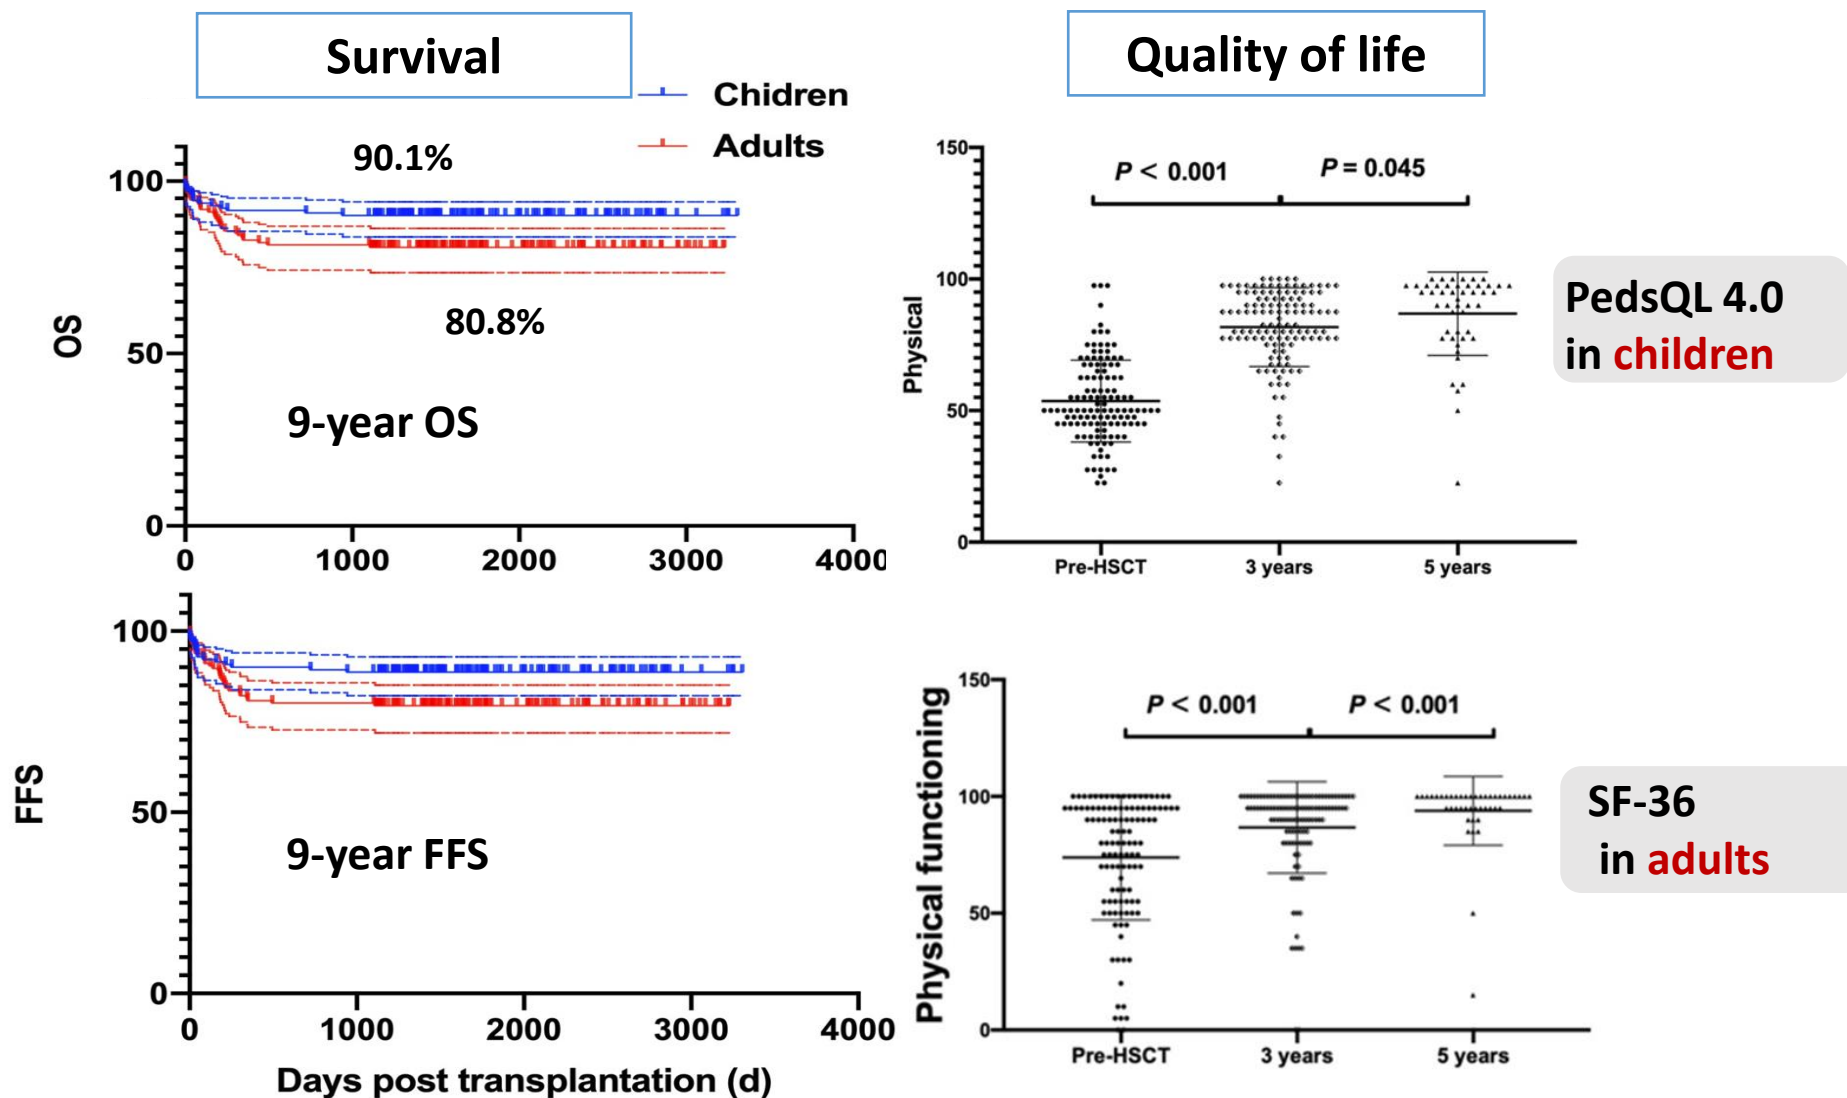 Survival
Chidren
Adults
90.1%
100
80.8%
OS
50
9-year OS
0
0 1000 2000 3000 4000
100
FFS
50
9-year FFS
0
0 1000 2000 3000 4000
Days post transplantation (d)
Quality of life
150
P < 0.001 P = 0.045
100
Physical
50
0
Pre-HSCT 3 years 5 years
PedsQL 4.0
in children
150
P < 0.001 P < 0.001
100
Physical functioning
50
0
Pre-HSCT 3 years 5 years
SF-36
in adults